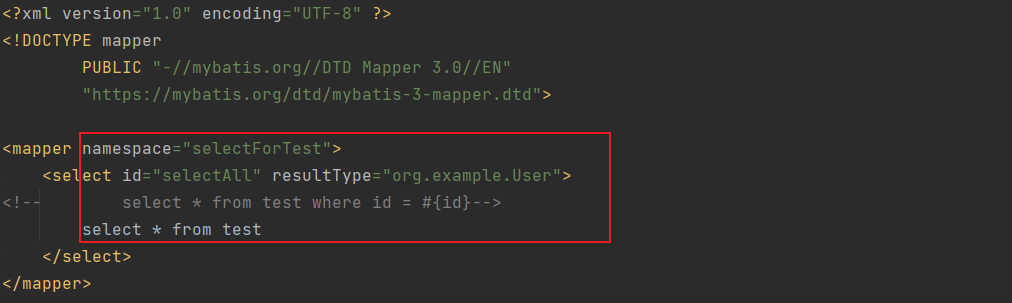 <?xml version="1.0" encoding="UTF-8" ?>
<!DOCTYPE mapper
        PUBLIC "-//mybatis.org//DTD Mapper 3.0//EN"
        "https://mybatis.org/dtd/mybatis-3-mapper.dtd">
<mapper namespace="selectForTest">
    <select id="selectAll" resultType="org.example.User">
<!--        select * from test where id = #{id}-->
        select * from test
    </select>
</mapper>